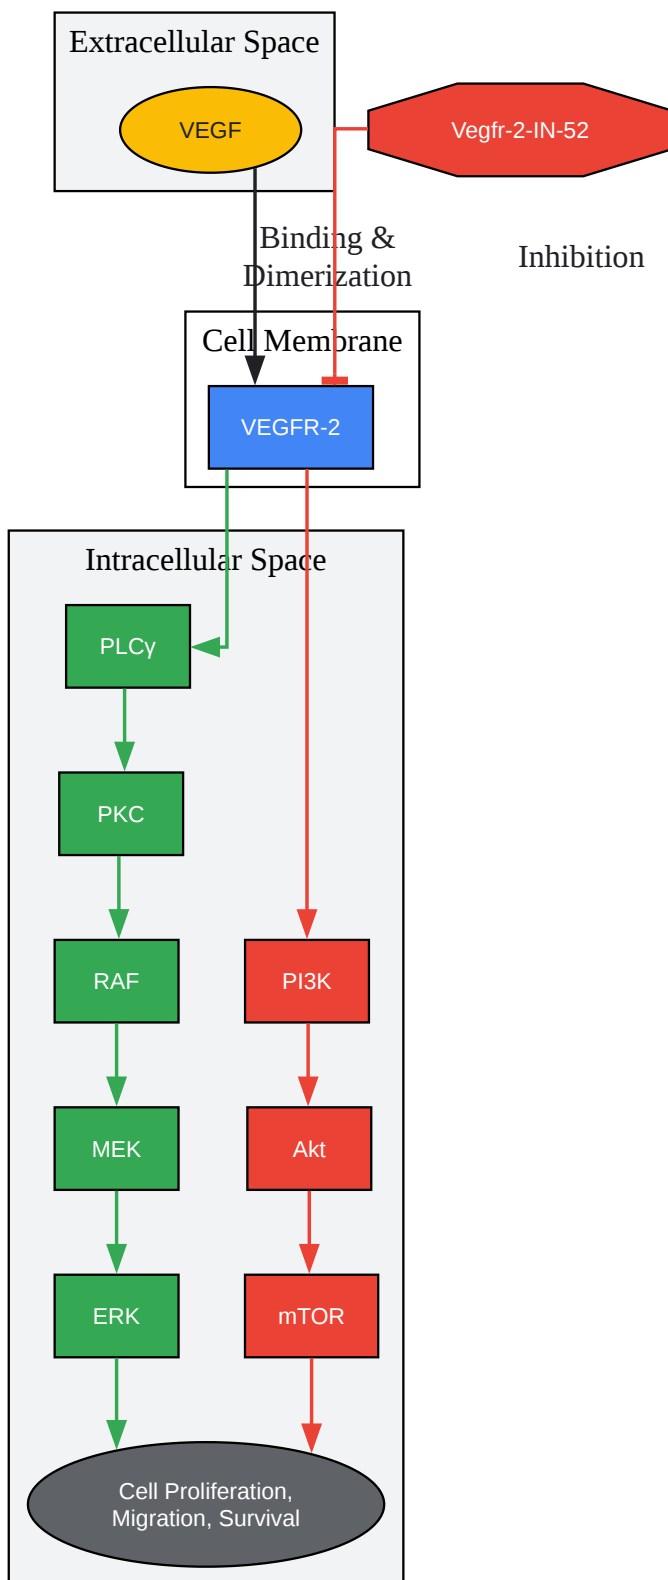 Extracellular Space
VEGF
Vegfr-2-IN-52
Binding &
Dimerization
Inhibition
Cell Membrane
VEGFR-2
Intracellular Space
PLCγ
PKC
RAF
PI3K
MEK
Akt
ERK
mTOR
Cell Proliferation,
Migration, Survival